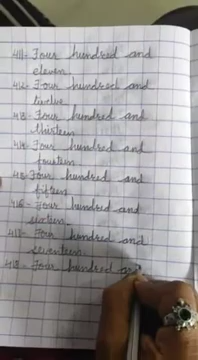 411- Four hundred and
eleven
412- Four hundred and
twelve
413- Four hundred and
thirteen
414- Four hundred and
fourteen
415- Four hundred and
fifteen
416- Four hundred and
sixteen
417- Four hundred and
seventeen
418- Four hundred an